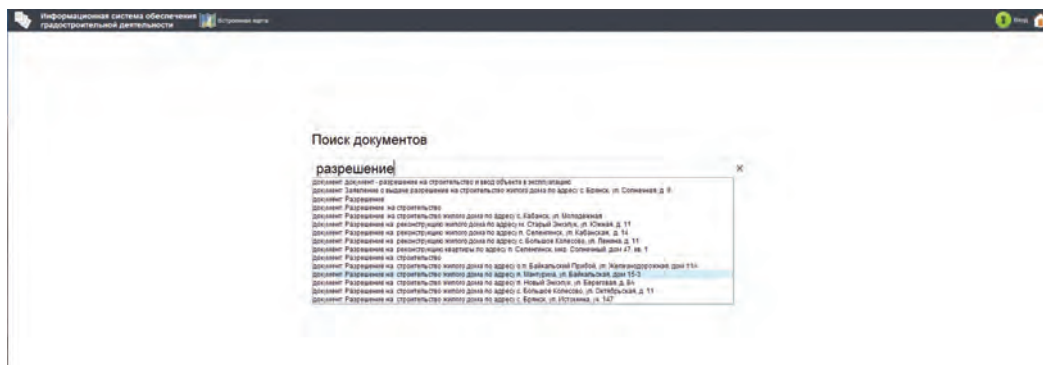 Информационная система обеспечения
градостроительной деятельности
Встроенная карта
Вход
Поиск документов
разрешение
документ документ - разрешение на строительство и ввод объекта в эксплуатацию
документ Заявление о выдаче разрешение на строительство жилого дома по адресу с. Брянск, ул. Солнечная, д. 9
документ Разрешение
документ Разрешение на строительство
документ Разрешение на строительство жилого дома по адресу с. Кабанск, ул. Молодежная
документ Разрешение на реконструкцию жилого дома по адресу м. Старый Энхэлук, ул. Южная, д. 11
документ Разрешение на реконструкцию жилого дома по адресу п. Селенгинск, ул. Кабанская, д. 14
документ Разрешение на реконструкцию жилого дома по адресу с. Большое Колесово, ул. Ленина, д. 11
документ Разрешение на реконструкцию квартиры по адресу п. Селенгинск, мкр. Солнечный, дом 47, кв. 1
документ Разрешение на строительство
документ Разрешение на строительство жилого дома по адресу о.п. Байкальский Прибой, ул. Железнодорожная, дом
документ Разрешение на строительство жилого дома по адресу п. Мантуриха, ул. Байкальская, дом 15-3
документ Разрешение на строительство жилого дома по адресу п. Новый Энхэлук, ул. Береговая, д. 84
документ Разрешение на строительство жилого дома по адресу с. Большое Колесово, ул. Октябрьская, д. 11
документ Разрешение на строительство жилого дома по адресу с. Брянск, ул. Истомина, уч. 147